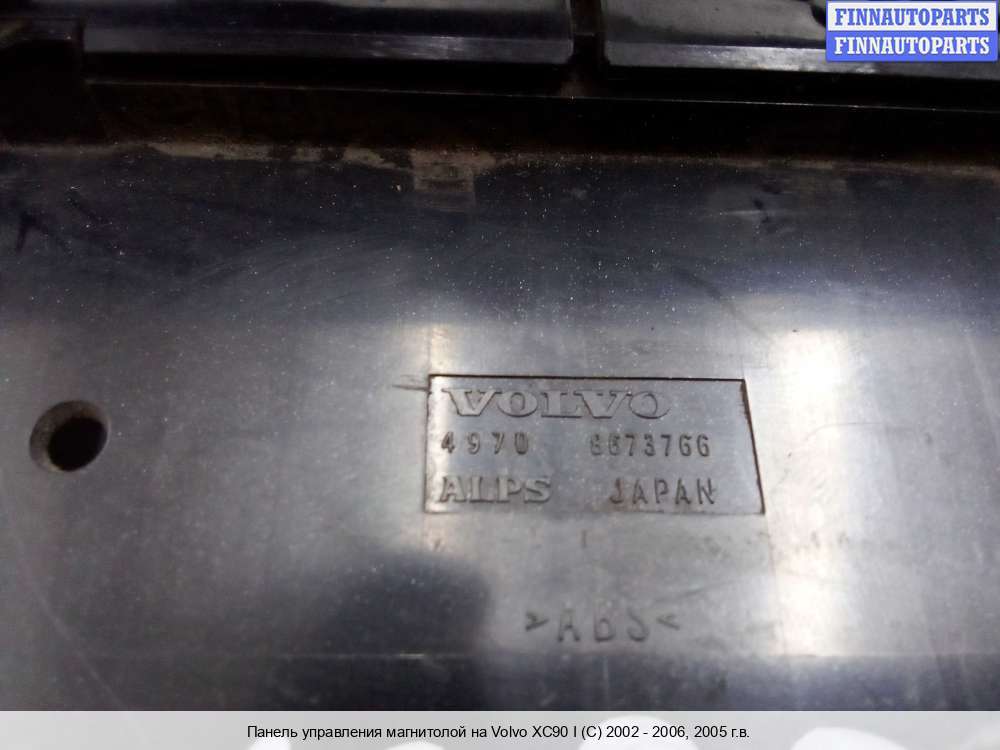 FINNAUTOPARTS
FINNAUTOPARTS
VOLVO
4970 8673766
ALPS JAPAN
>ABS<
Панель управления магнитолой на Volvo XC90 I (C) 2002 - 2006, 2005 г.в.